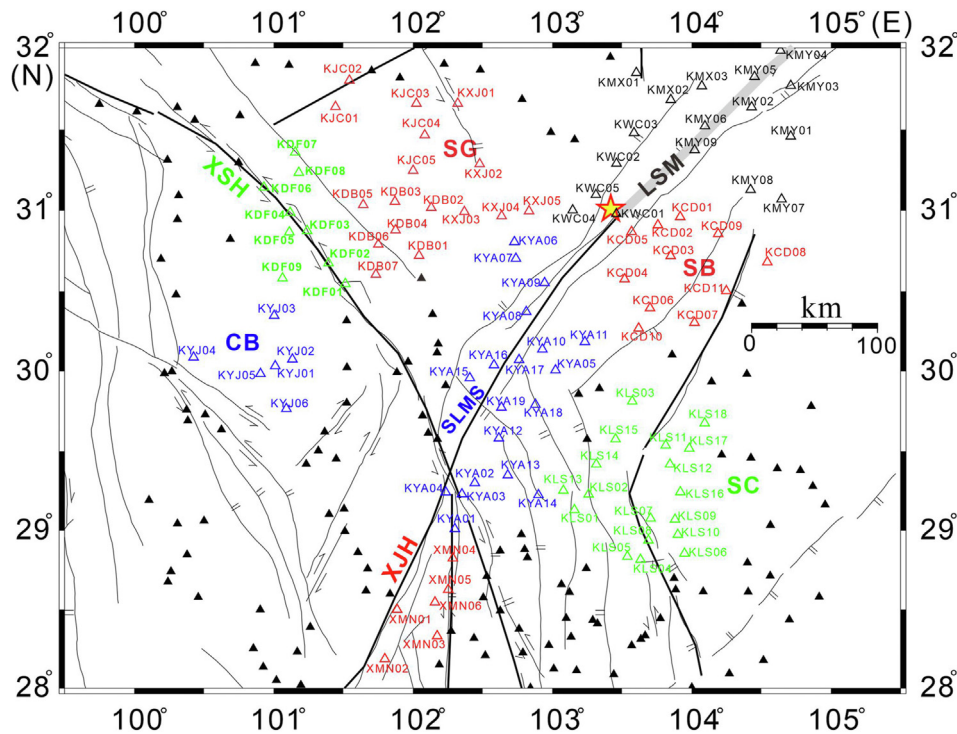 100° 101° 102° 103° 104° 105° (E)
32° 32°
(N)
KMY04
KJC02 KMX01 KMX03 KMY05
KMY03
KJC03 KXJ01 KMX02
KJC01 KMY02
KJC04 KWC03 KMY06
SG KMY01
KDF07 KMY09
KJC05 KWC02
XSH KDF08 KXJ02 LSM
KDF06 KDB03 KMY08
KDB05 KDB02 KXJ04 KXJ05 KWC05
31° KCD01 KMY07 31°
KDF04 KDF03 KDB04 KXJ03 KWC04 KWC01
KDF05 KDB06 KYA06 KCD05 KCD02 KCD09
KDF02 KDB01 KCD03 KCD08
KDF09 KDB07 KYA07 SB
KDF01 KYA09 KCD04 KCD11
KYJ03 KCD06 km
KYA08 KCD07
CB KYA10 KYA11 KCD10 0 100
KYJ04 KYJ02 KYA16
30° 30°
KYJ05 KYJ01 KYA15 KYA17 KYA05
KYJ06 SLMS KYA19 KYA18 KLS03
KLS18
KYA12 KLS15 KLS11 KLS17
KYA02 KYA13 KLS14 KLS12
KYA04 KYA03 KLS13 KLS02 SC
KYA14 KLS16
29° KYA01 KLS01 KLS07 KLS09 29°
KLS08 KLS10
XJH XMN04 KLS05 KLS06
KLS04
XMN05
XMN06
XMN01
XMN03
XMN02
28° 28°
100° 101° 102° 103° 104° 105°